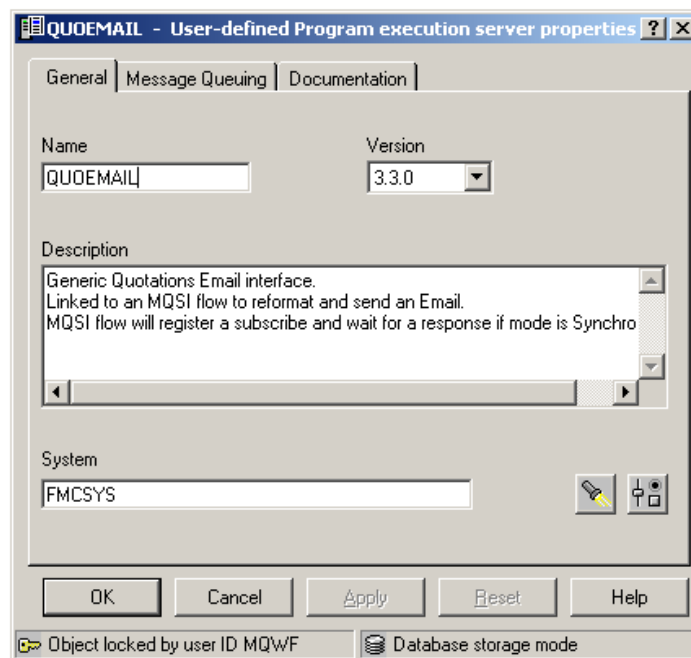 QUOEMAIL - User-defined Program execution server properties
General Message Queuing Documentation
Name Version
QUOEMAIL 3.3.0
Description
Generic Quotations Email interface.
Linked to an MQSI flow to reformat and send an Email.
MQSI flow will register a subscribe and wait for a response if mode is Synchro
System
FMCSYS
OK Cancel Apply Reset Help
Object locked by user ID MQWF Database storage mode